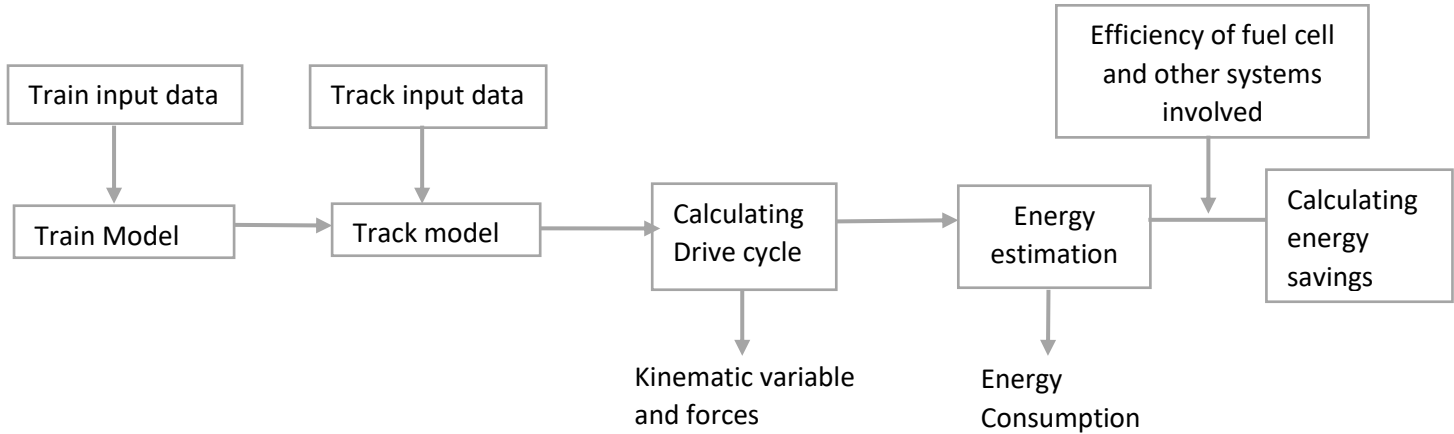 Efficiency of fuel cell
and other systems
involved
Train input data
Track input data
Train Model
Track model
Calculating
Drive cycle
Energy
estimation
Calculating
energy
savings
Kinematic variable
and forces
Energy
Consumption